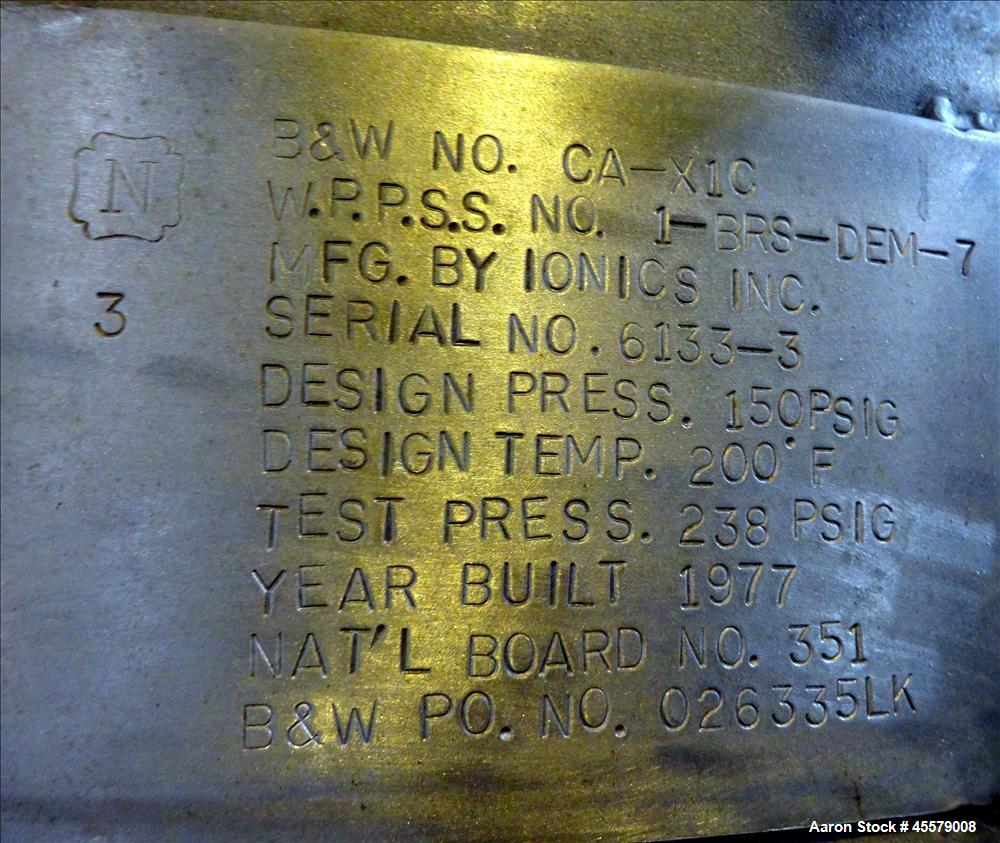 N
3
B&W NO. CA-X1C
W.P.P.S.S. NO. 1-BRS-DEM-7
MFG. BY IONICS INC.
SERIAL NO. 6133-3
DESIGN PRESS. 150PSIG
DESIGN TEMP. 200°F
TEST PRESS. 238 PSIG
YEAR BUILT 1977
NAT'L BOARD NO. 351
B&W PO. NO. 026335LK
Aaron Stock # 45579008